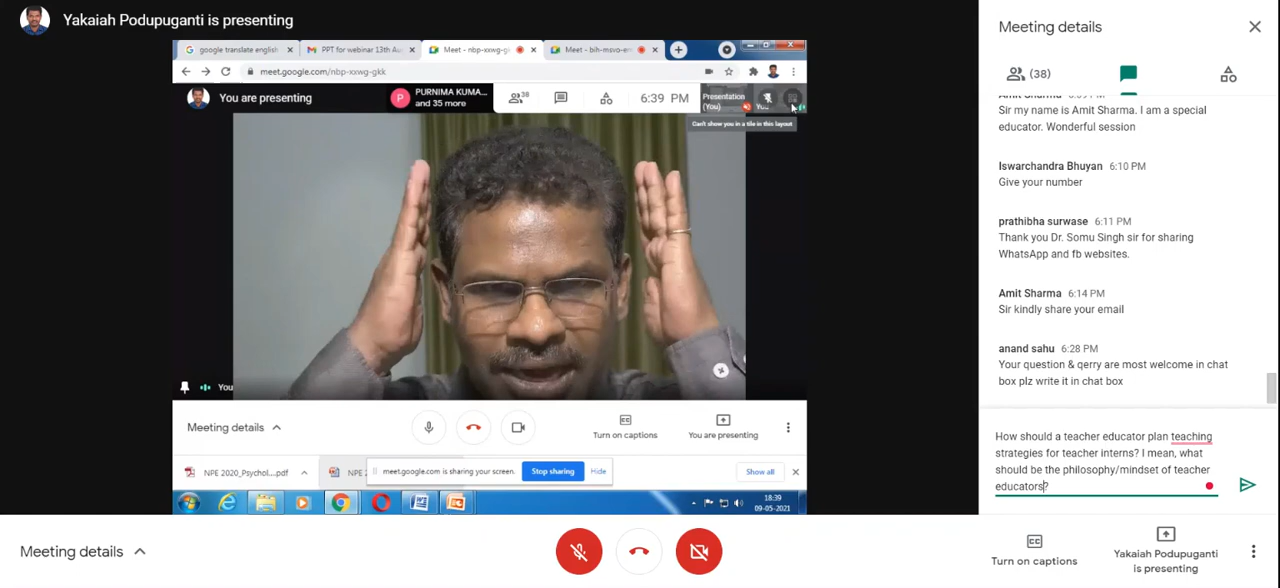 Yakaiah Podupuganti is presenting
google translate english
PPT for webinar 13th Au
Meet - nbp-xxwg-g
Meet - bih-msvo-en
meet.google.com/nbp-xxwg-gkk
You are presenting
P
PURNIMA KUMA...
and 35 more
38
6:39 PM
Presentation
(You)
You
Can't show you in a tile in this layout
You
Meeting details
Turn on captions
You are presenting
NPE 2020_Psychol....pdf
NPE 2
meet.google.com is sharing your screen.
Stop sharing
Hide
Show all
18:39
09-05-2021
Meeting details
Turn on captions
Yakaiah Podupuganti
is presenting
Meeting details
(38)
Sir my name is Amit Sharma. I am a special
educator. Wonderful session
Iswarchandra Bhuyan 6:10 PM
Give your number
prathibha surwase 6:11 PM
Thank you Dr. Somu Singh sir for sharing
WhatsApp and fb websites.
Amit Sharma 6:14 PM
Sir kindly share your email
anand sahu 6:28 PM
Your question & qerry are most welcome in chat
box plz write it in chat box
How should a teacher educator plan teaching
strategies for teacher interns? I mean, what
should be the philosophy/mindset of teacher
educators?